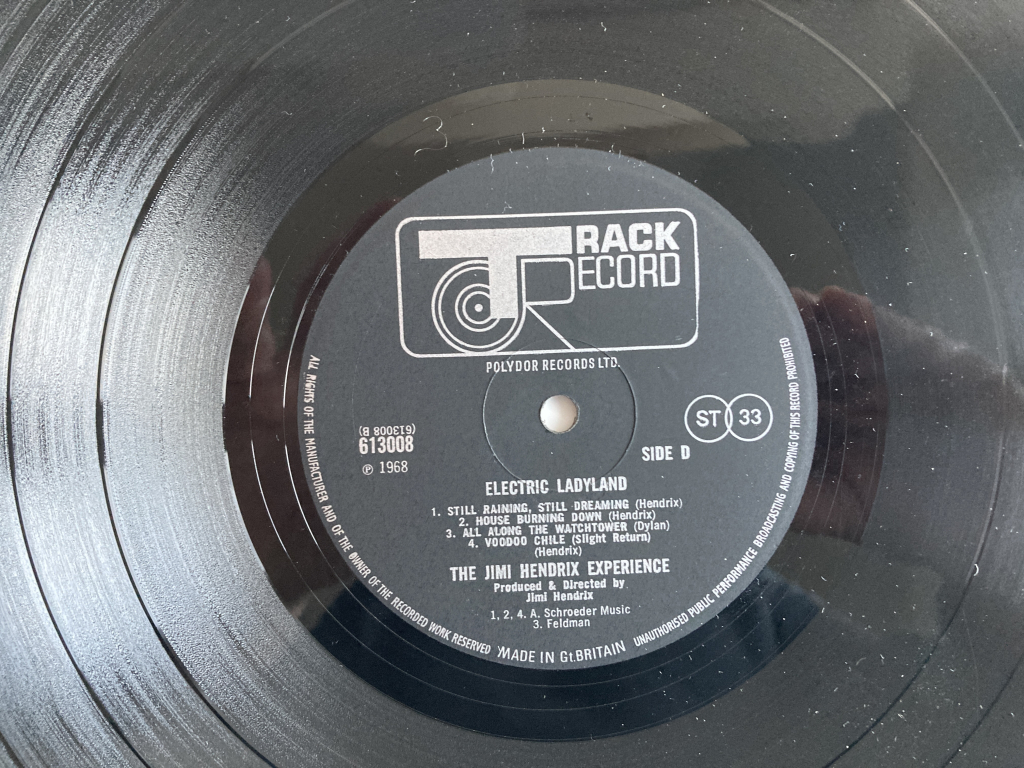 3
TRACK
RECORD
POLYDOR RECORDS LTD.
ST 33
(613008 B)
613008
℗ 1968
SIDE D
ELECTRIC LADYLAND
1. STILL RAINING, STILL DREAMING (Hendrix)
2. HOUSE BURNING DOWN (Hendrix)
3. ALL ALONG THE WATCHTOWER (Dylan)
4. VOODOO CHILE (Slight Return)
(Hendrix)
THE JIMI HENDRIX EXPERIENCE
Produced & Directed by
Jimi Hendrix
1, 2, 4. A. Schroeder Music
3. Feldman
ALL RIGHTS OF THE MANUFACTURER AND OF THE OWNER OF THE RECORDED WORK RESERVED MADE IN Gt.BRITAIN UNAUTHORISED PUBLIC PERFORMANCE BROADCASTING AND COPYING OF THIS RECORD PROHIBITED